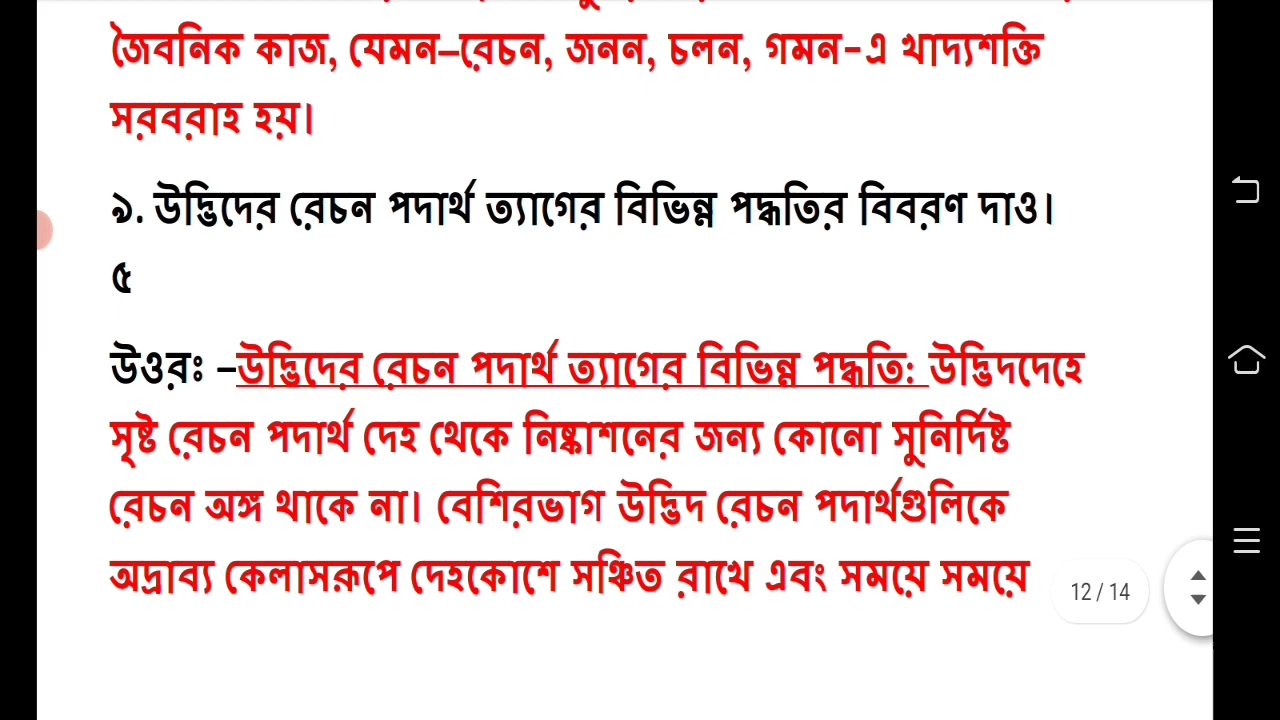 জৈবনিক কাজ, যেমন–রেচন, জনন, চলন, গমন-এ খাদ্যশক্তি
সরবরাহ হয়।
৯. উদ্ভিদের রেচন পদার্থ ত্যাগের বিভিন্ন পদ্ধতির বিবরণ দাও।
৫
উওরঃ –উদ্ভিদের রেচন পদার্থ ত্যাগের বিভিন্ন পদ্ধতি: উদ্ভিদদেহে
সৃষ্ট রেচন পদার্থ দেহ থেকে নিষ্কাশনের জন্য কোনো সুনির্দিষ্ট
রেচন অঙ্গ থাকে না। বেশিরভাগ উদ্ভিদ রেচন পদার্থগুলিকে
অদ্রাব্য কেলাসরূপে দেহকোশে সঞ্চিত রাখে এবং সময়ে সময়ে
12 / 14